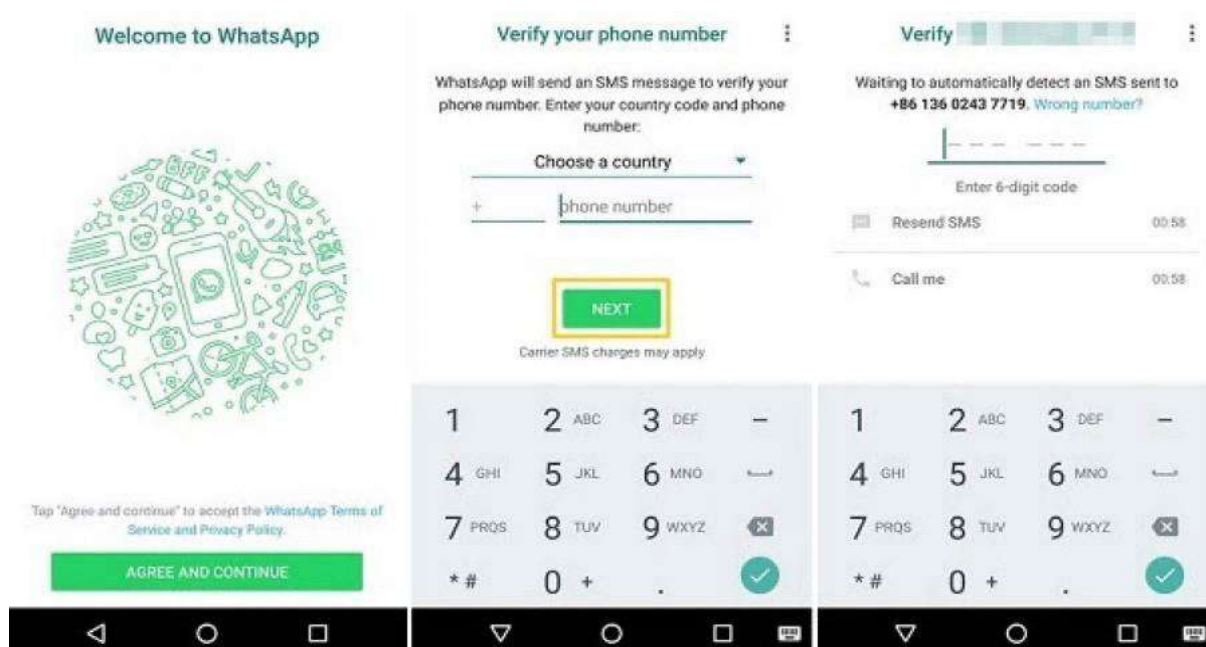 Welcome to WhatsApp
Tap "Agree and continue" to accept the WhatsApp Terms of
Service and Privacy Policy.
AGREE AND CONTINUE
Verify your phone number
WhatsApp will send an SMS message to verify your
phone number. Enter your country code and phone
number:
Choose a country
+ phone number
NEXT
Carrier SMS charges may apply
1 2 ABC 3 DEF –
4 GHI 5 JKL 6 MNO
7 PRQS 8 TUV 9 WXYZ
* # 0 + .
Verify
Waiting to automatically detect an SMS sent to
+86 136 0243 7719. Wrong number?
Enter 6-digit code
Resend SMS 00:58
Call me 00:58
1 2 ABC 3 DEF –
4 GHI 5 JKL 6 MNO
7 PRQS 8 TUV 9 WXYZ
* # 0 + .